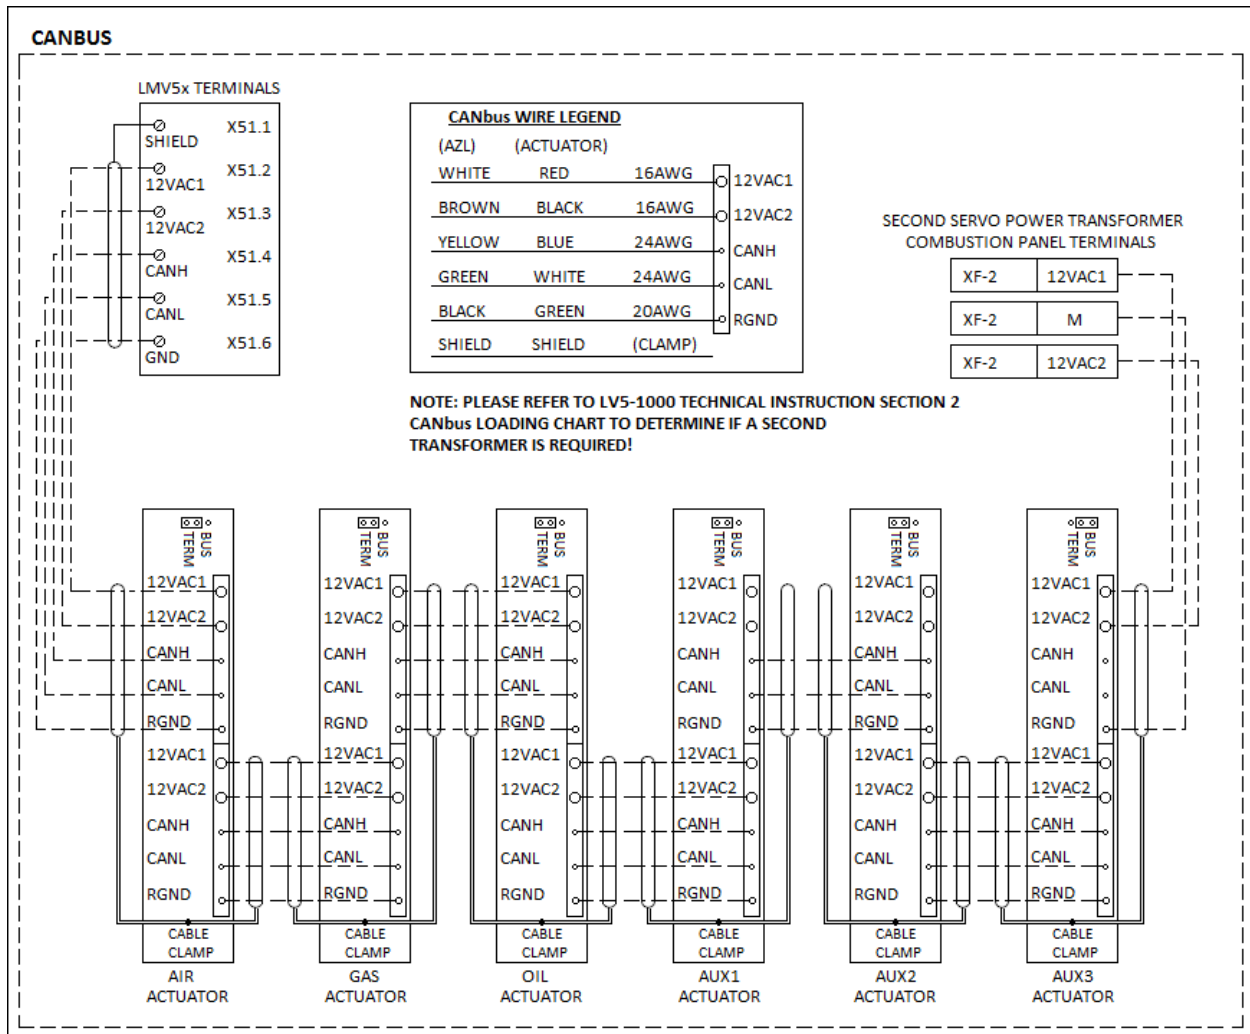 CANBUS
LMV5x TERMINALS
SHIELD X51.1
12VAC1 X51.2
12VAC2 X51.3
CANH X51.4
CANL X51.5
GND X51.6
CANbus WIRE LEGEND
(AZL) (ACTUATOR)
WHITE RED 16AWG 12VAC1
BROWN BLACK 16AWG 12VAC2
YELLOW BLUE 24AWG CANH
GREEN WHITE 24AWG CANL
BLACK GREEN 20AWG RGND
SHIELD SHIELD (CLAMP)
SECOND SERVO POWER TRANSFORMER
COMBUSTION PANEL TERMINALS
XF-2 12VAC1
XF-2 M
XF-2 12VAC2
NOTE: PLEASE REFER TO LV5-1000 TECHNICAL INSTRUCTION SECTION 2
CANbus LOADING CHART TO DETERMINE IF A SECOND
TRANSFORMER IS REQUIRED!
BUS
TERM
12VAC1
12VAC2
CANH
CANL
RGND
12VAC1
12VAC2
CANH
CANL
RGND
CABLE
CLAMP
AIR
ACTUATOR
BUS
TERM
12VAC1
12VAC2
CANH
CANL
RGND
12VAC1
12VAC2
CANH
CANL
RGND
CABLE
CLAMP
GAS
ACTUATOR
BUS
TERM
12VAC1
12VAC2
CANH
CANL
RGND
12VAC1
12VAC2
CANH
CANL
RGND
CABLE
CLAMP
OIL
ACTUATOR
BUS
TERM
12VAC1
12VAC2
CANH
CANL
RGND
12VAC1
12VAC2
CANH
CANL
RGND
CABLE
CLAMP
AUX1
ACTUATOR
BUS
TERM
12VAC1
12VAC2
CANH
CANL
RGND
12VAC1
12VAC2
CANH
CANL
RGND
CABLE
CLAMP
AUX2
ACTUATOR
BUS
TERM
12VAC1
12VAC2
CANH
CANL
RGND
12VAC1
12VAC2
CANH
CANL
RGND
CABLE
CLAMP
AUX3
ACTUATOR